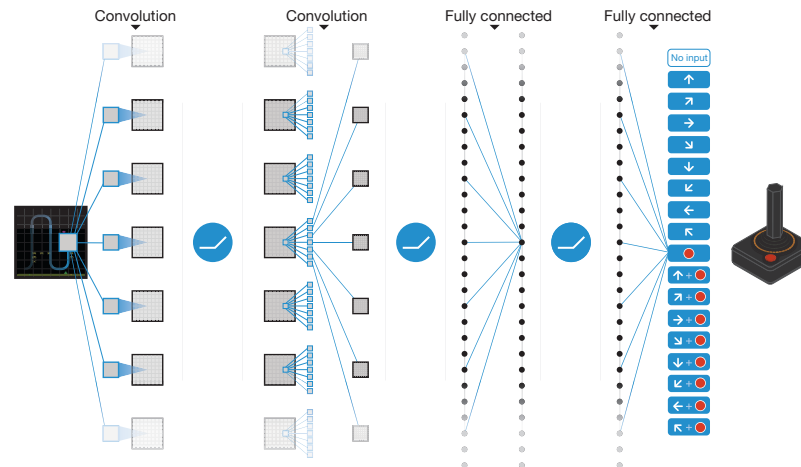 Convolution
Convolution
Fully connected
Fully connected
No input
+
+
+
+
+
+
+
+